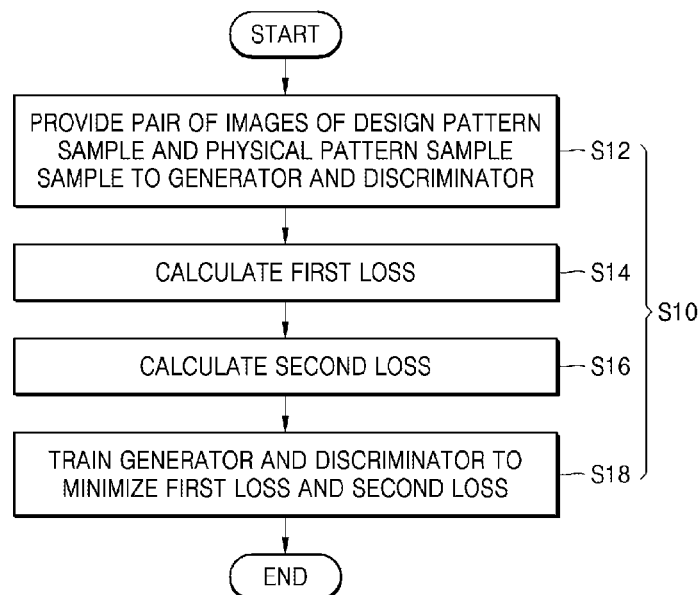 START
PROVIDE PAIR OF IMAGES OF DESIGN PATTERN
SAMPLE AND PHYSICAL PATTERN SAMPLE
SAMPLE TO GENERATOR AND DISCRIMINATOR
S12
CALCULATE FIRST LOSS
S14
S10
CALCULATE SECOND LOSS
S16
TRAIN GENERATOR AND DISCRIMINATOR TO
MINIMIZE FIRST LOSS AND SECOND LOSS
S18
END